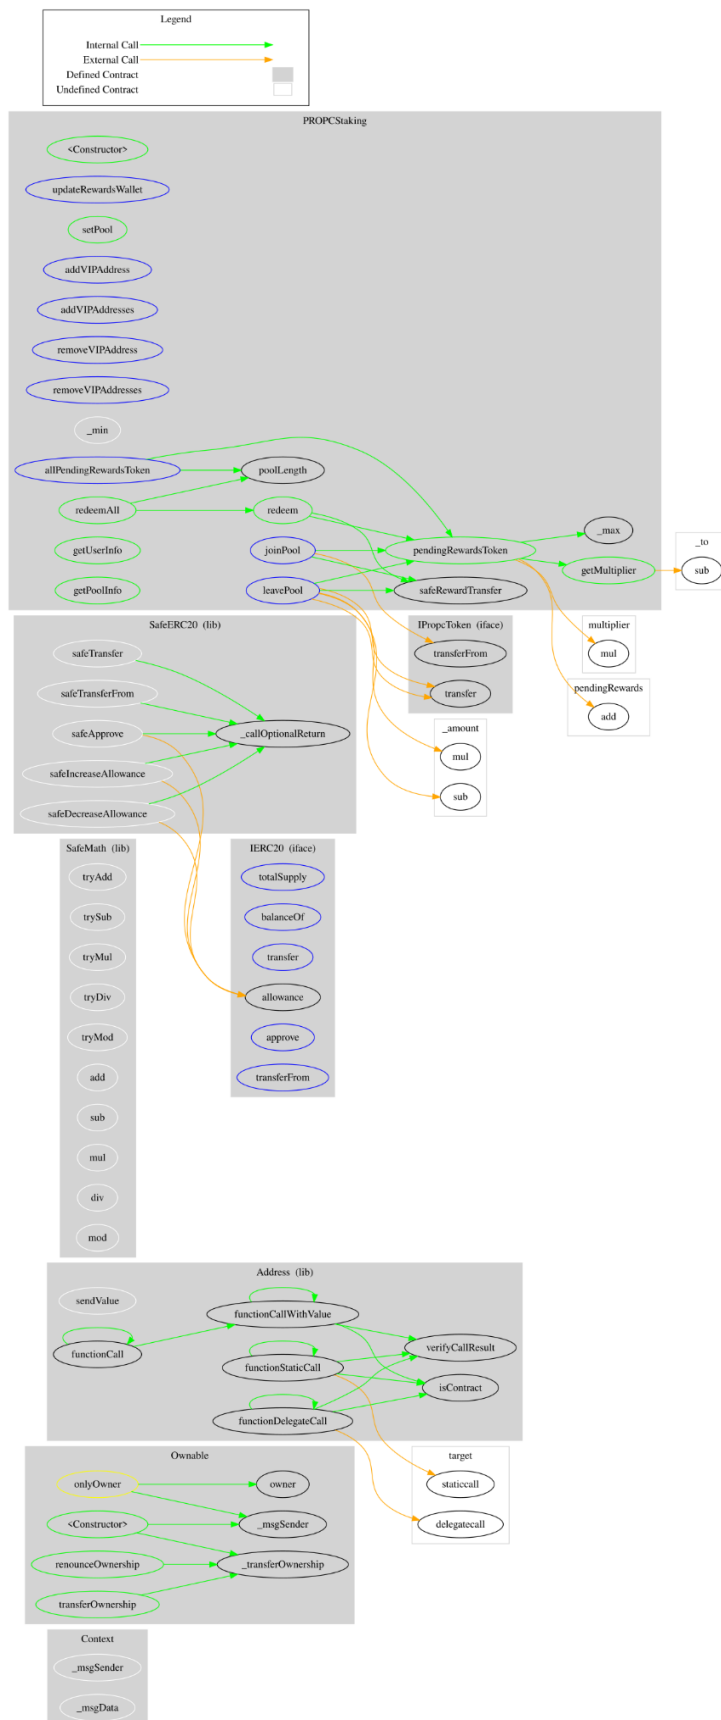 Legend
Internal Call
External Call
Defined Contract
Undefined Contract
PROPCStaking
<Constructor>
updateRewardsWallet
setPool
addVIPAddress
addVIPAddresses
removeVIPAddress
removeVIPAddresses
_min
allPendingRewardsToken
poolLength
redeemAll
redeem
getUserInfo
joinPool
pendingRewardsToken
_max
getMultiplier
getPoolInfo
leavePool
safeRewardTransfer
_to
sub
SafeERC20 (lib)
safeTransfer
safeTransferFrom
safeApprove
safeIncreaseAllowance
safeDecreaseAllowance
_callOptionalReturn
IPropcToken (iface)
transferFrom
transfer
multiplier
mul
pendingRewards
add
_amount
mul
sub
SafeMath (lib)
tryAdd
trySub
tryMul
tryDiv
tryMod
add
sub
mul
div
mod
IERC20 (iface)
totalSupply
balanceOf
transfer
allowance
approve
transferFrom
Address (lib)
sendValue
functionCall
functionCallWithValue
functionStaticCall
functionDelegateCall
verifyCallResult
isContract
target
staticcall
delegatecall
Ownable
onlyOwner
<Constructor>
renounceOwnership
transferOwnership
owner
_msgSender
_transferOwnership
Context
_msgSender
_msgData